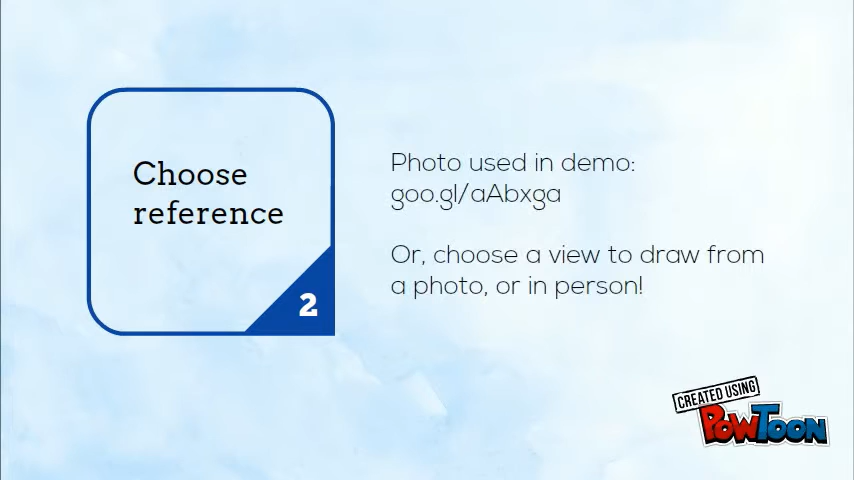 Choose
reference
2
Photo used in demo:
goo.gl/aAbxga
Or, choose a view to draw from
a photo, or in person!
CREATED USING
POWTOON